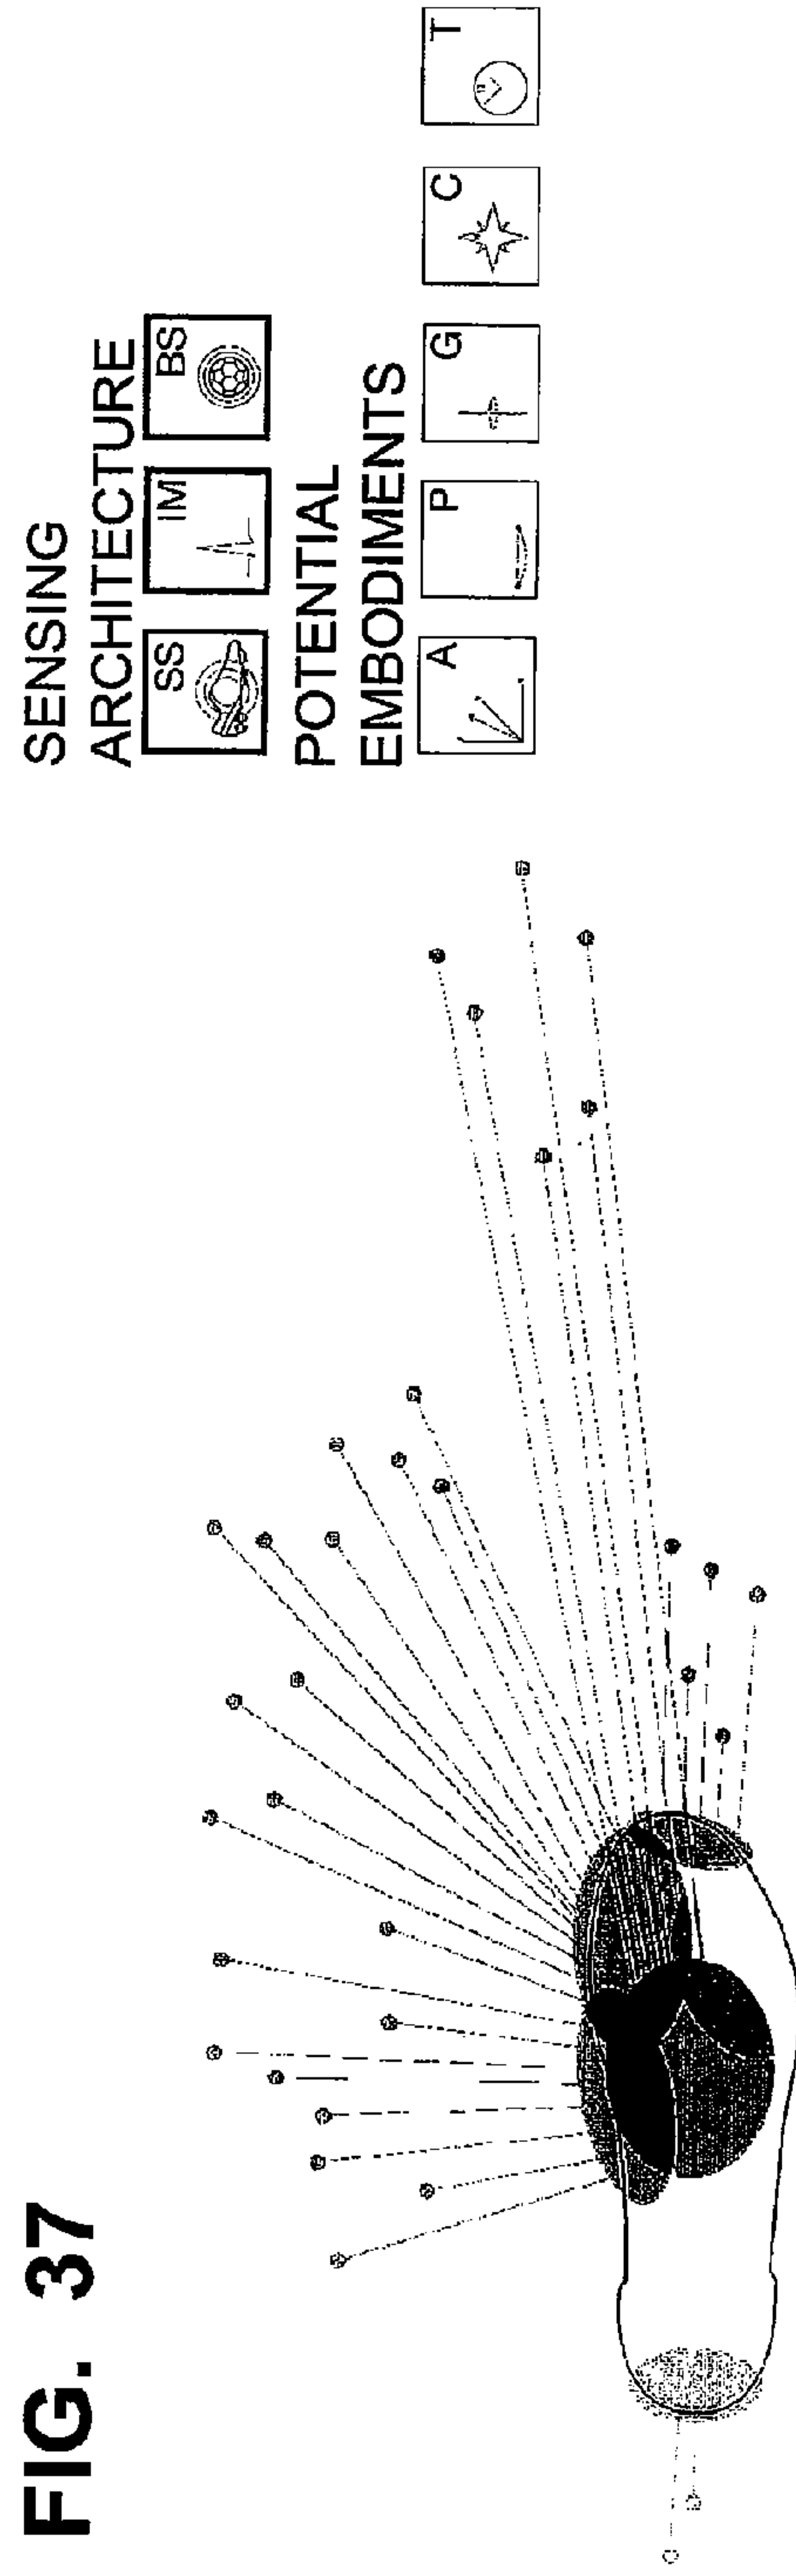 FIG. 37
SENSING
ARCHITECTURE
SS IM BS
POTENTIAL
EMBODIMENTS
A P G C T